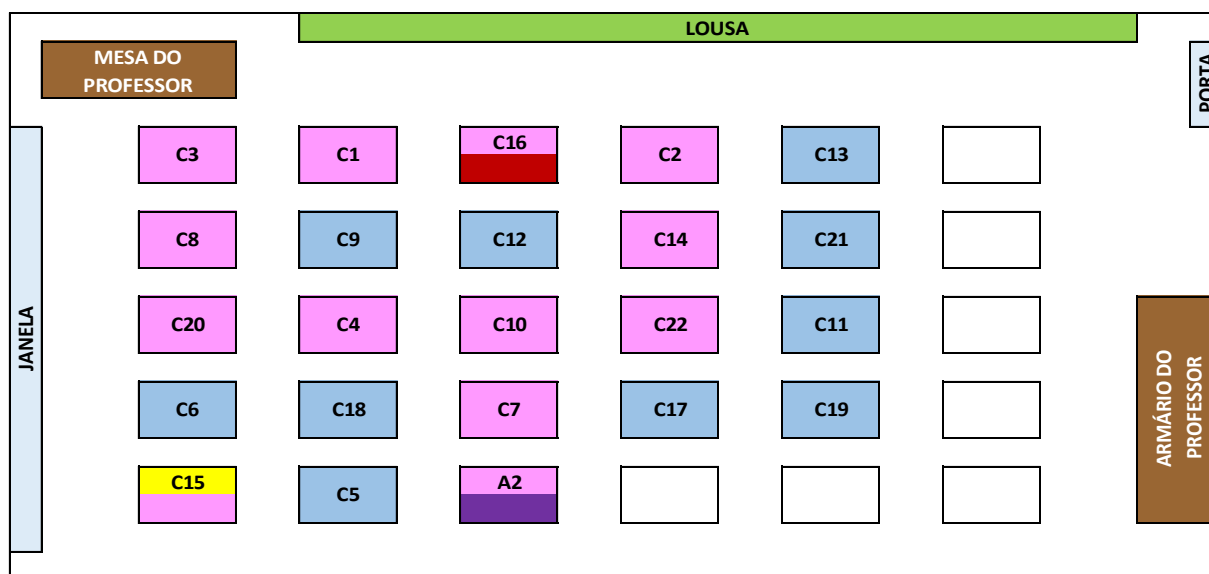 LOUSA
MESA DO
PROFESSOR
PORTA
C3
C1
C16
C2
C13
C8
C9
C12
C14
C21
JANELA
C20
C4
C10
C22
C11
C6
C18
C7
C17
C19
ARMÁRIO DO
PROFESSOR
C15
C5
A2